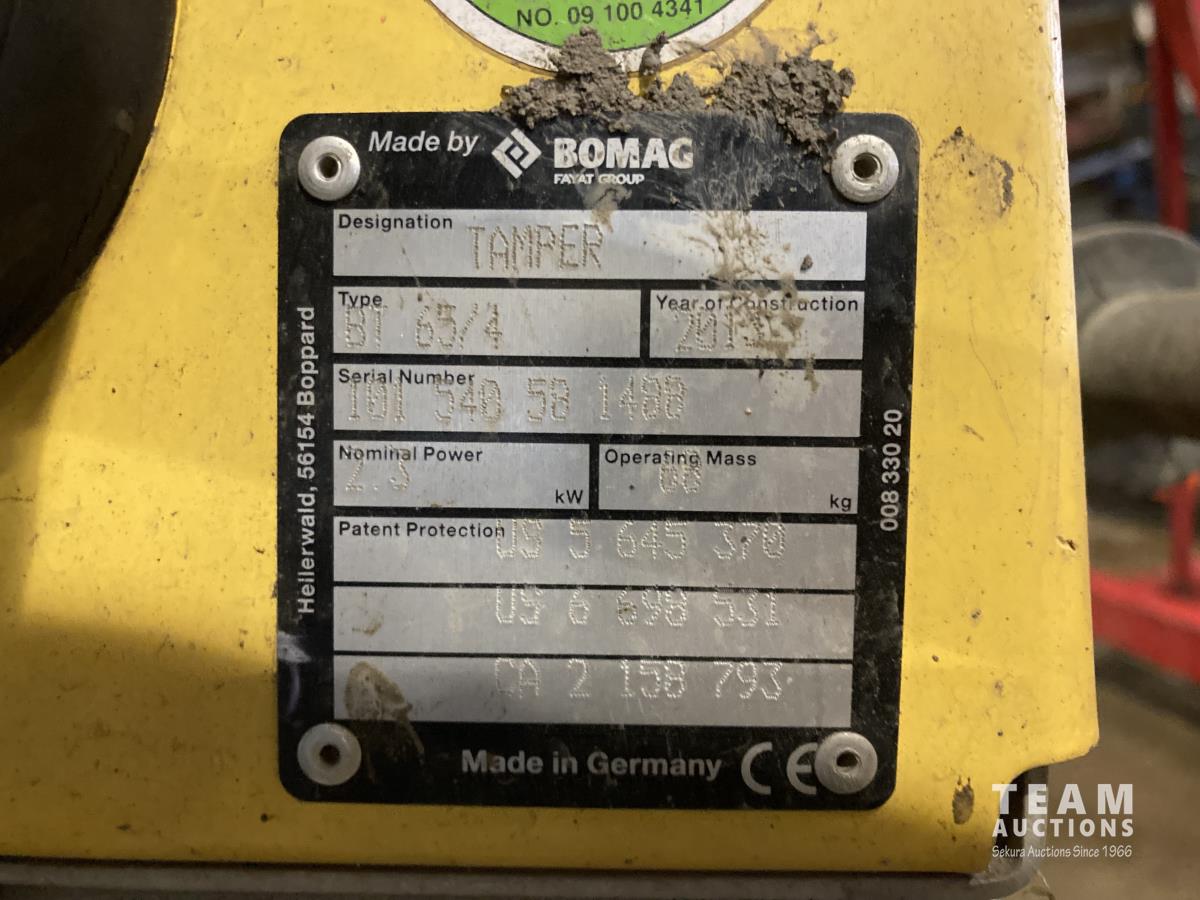 NO. 09 100 4341
Made by BOMAG
FAYAT GROUP
Designation TAMPER
Type BT 65/4
Year of Construction
Serial Number 101 540 58
Nominal Power 2.3 kW
Operating Mass kg
Patent Protection US 5 645 370
US 6 698 531
CA 2 158 793
Made in Germany CE
Hellerwald, 56154 Boppard
008 330 20
TEAM
AUCTIONS
Sekura Auctions Since 1966